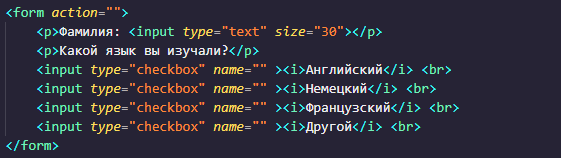 <form action="">
<p>Фамилия: <input type="text" size="30"></p>
<p>Какой язык вы изучали?</p>
<input type="checkbox" name="" ><i>Английский</i> <br>
<input type="checkbox" name="" ><i>Немецкий</i> <br>
<input type="checkbox" name="" ><i>Французский</i> <br>
<input type="checkbox" name="" ><i>Другой</i> <br>
</form>